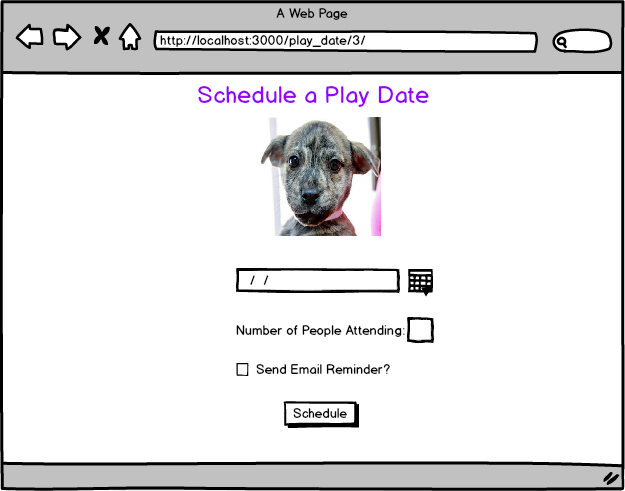 A Web Page
http://localhost:3000/play_date/3/
Schedule a Play Date
/ /
Number of People Attending:
Send Email Reminder?
Schedule